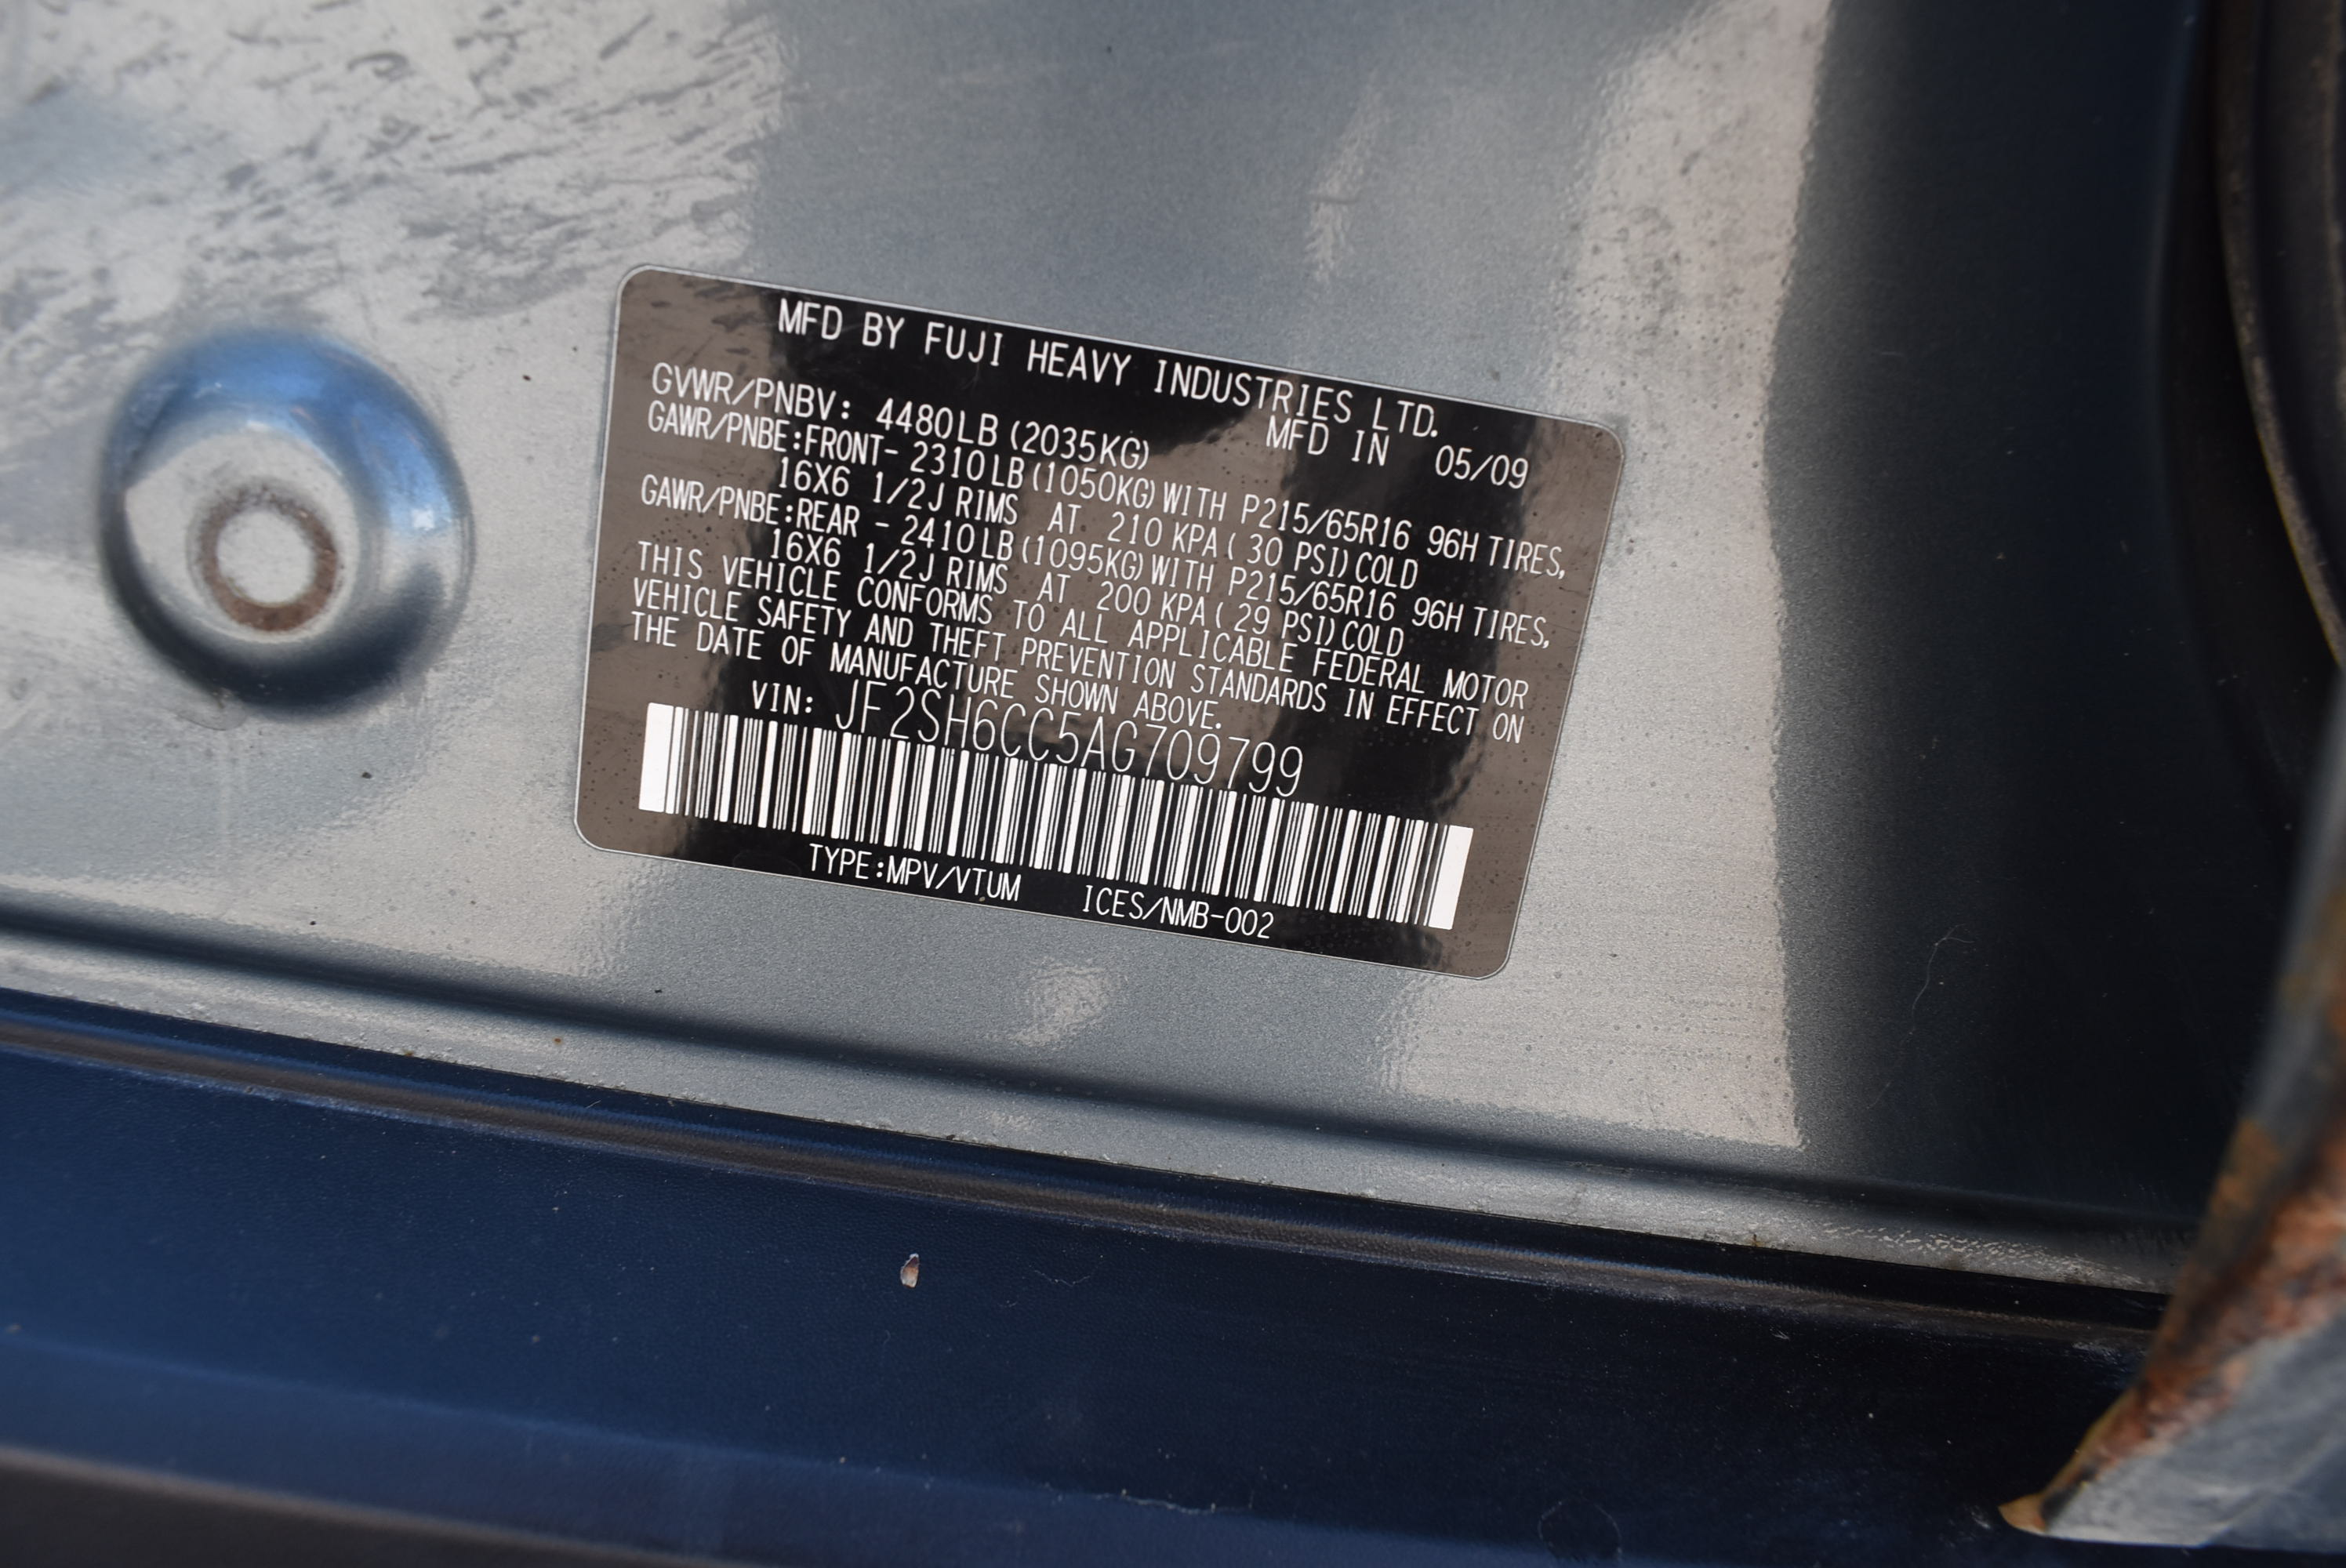 MFD BY FUJI HEAVY INDUSTRIES LTD.
GVWR/PNBV: 4480LB (2035KG) MFD IN 05/09
GAWR/PNBE:FRONT- 2310LB (1050KG) WITH P215/65R16 96H TIRES,
16X6 1/2J RIMS AT 210 KPA ( 30 PSI) COLD
GAWR/PNBE:REAR - 2410LB (1095KG) WITH P215/65R16 96H TIRES,
16X6 1/2J RIMS AT 200 KPA ( 29 PSI) COLD
THIS VEHICLE CONFORMS TO ALL APPLICABLE FEDERAL MOTOR
VEHICLE SAFETY AND THEFT PREVENTION STANDARDS IN EFFECT ON
THE DATE OF MANUFACTURE SHOWN ABOVE.
VIN: JF2SH6CC5AG709799
TYPE:MPV/VTUM ICES/NMB-002